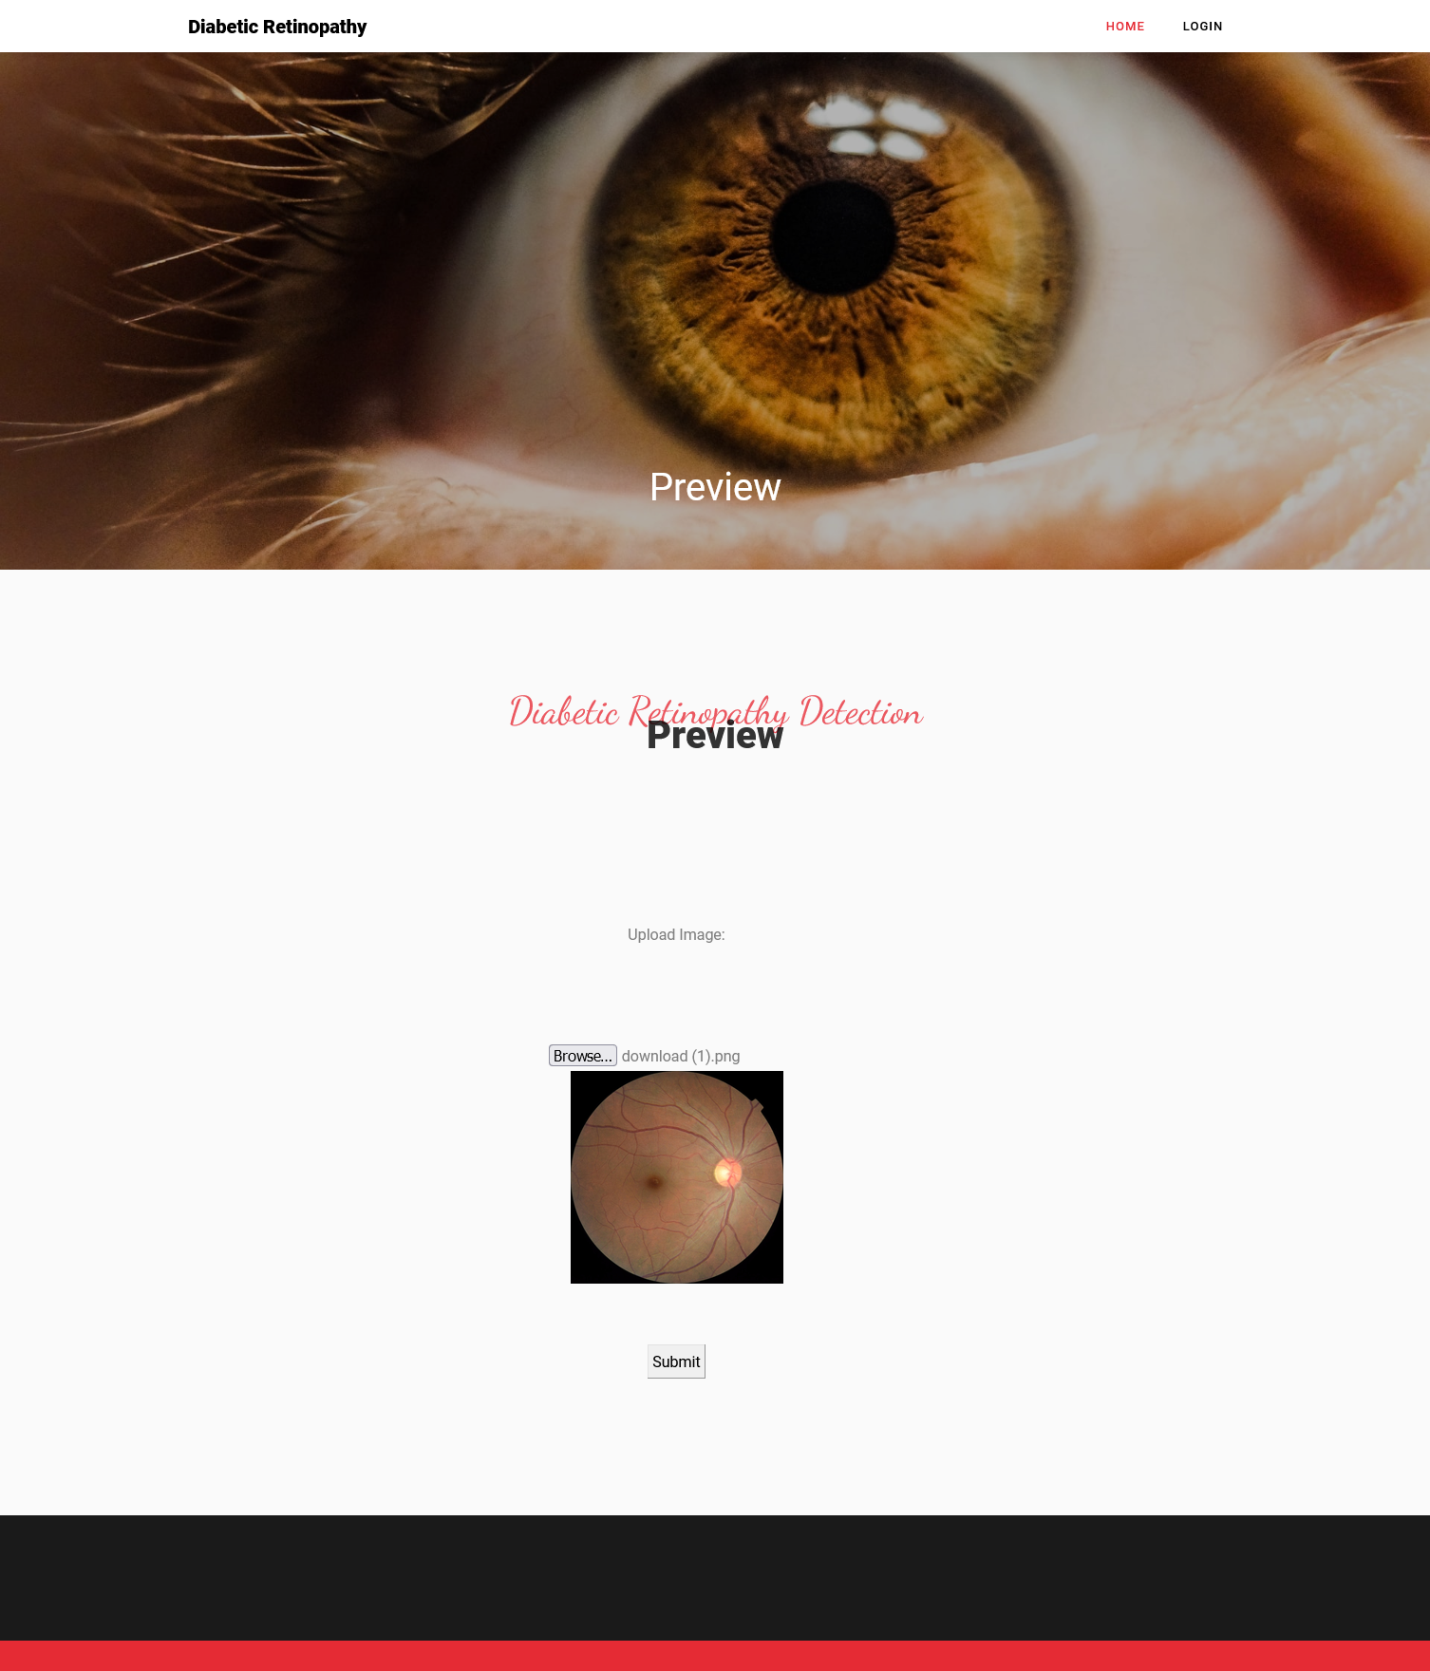 Diabetic Retinopathy
HOME LOGIN
Preview
Diabetic Retinopathy Detection
Preview
Upload Image:
Browse... download (1).png
Submit